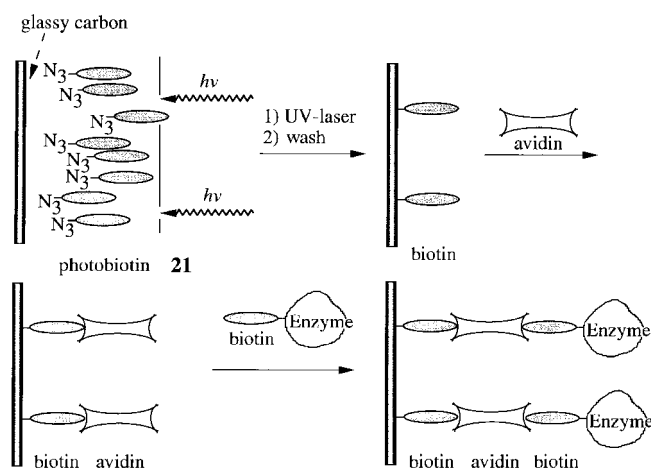 glassy carbon
N3
N3
N3
N3
N3
N3
N3
N3
hν
hν
1) UV-laser
2) wash
avidin
biotin
photobiotin 21
biotin
Enzyme
Enzyme
Enzyme
biotin avidin
biotin avidin biotin